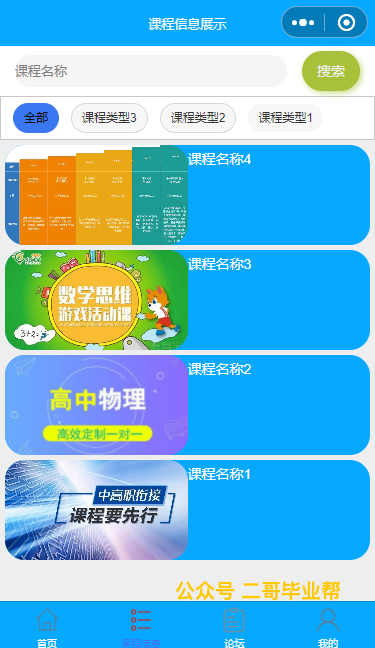 课程信息展示
课程名称
搜索
全部
课程类型3
课程类型2
课程类型1
课程名称4
数学思维
游戏活动课
3+2=
课程名称3
高中物理
高效定制一对一
课程名称2
中高职衔接
课程要先行
课程名称1
公众号 二哥毕业帮
首页
论坛
我的